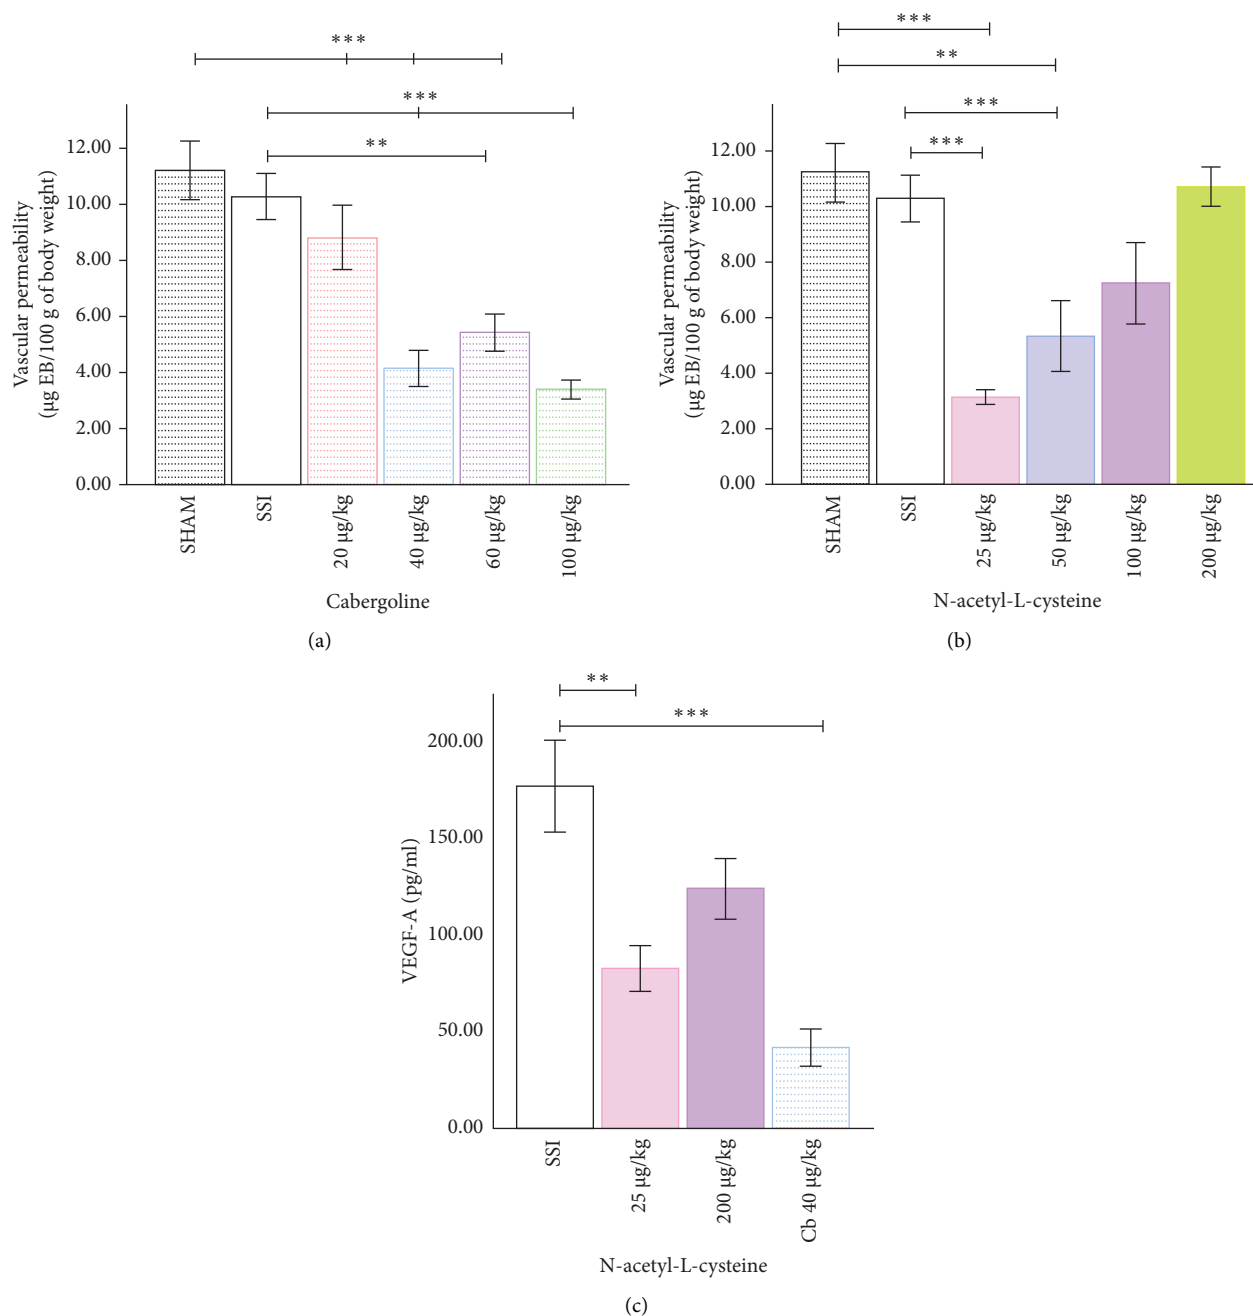 ***
***
**
12.00
10.00
8.00
6.00
4.00
2.00
0.00
Vascular permeability
(µg EB/100 g of body weight)
SHAM
SSI
20 µg/kg
40 µg/kg
60 µg/kg
100 µg/kg
Cabergoline
(a)
***
**
***
***
12.00
10.00
8.00
6.00
4.00
2.00
0.00
Vascular permeability
(µg EB/100 g of body weight)
SHAM
SSI
25 µg/kg
50 µg/kg
100 µg/kg
200 µg/kg
N-acetyl-L-cysteine
(b)
**
***
200.00
150.00
100.00
50.00
0.00
VEGF-A (pg/ml)
SSI
25 µg/kg
200 µg/kg
Cb 40 µg/kg
N-acetyl-L-cysteine
(c)